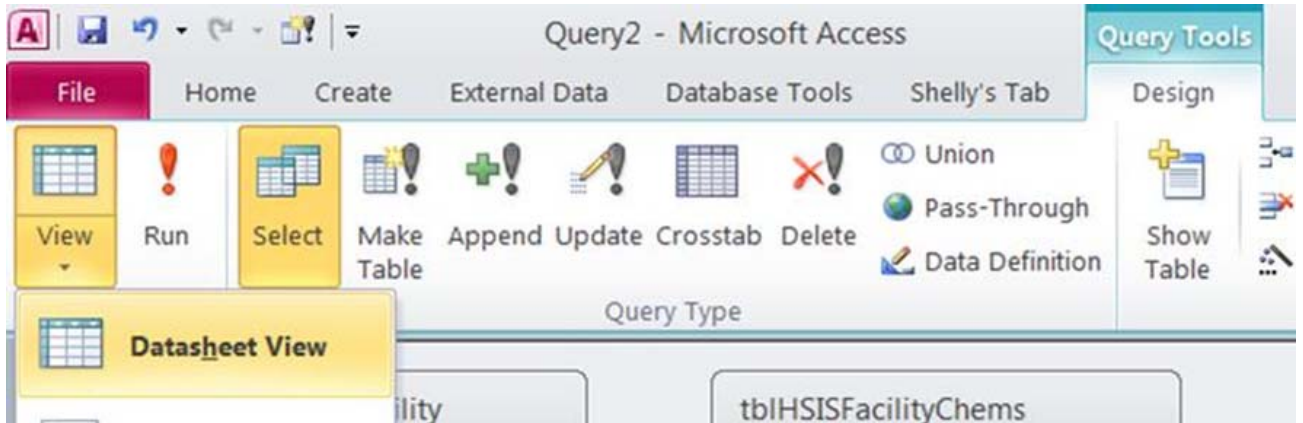 A
Query2 - Microsoft Access
Query Tools
File Home Create External Data Database Tools Shelly's Tab Design
View
Run
Select
Make Table
Append
Update
Crosstab
Delete
Union
Pass-Through
Data Definition
Show Table
Query Type
Datasheet View
ility
tblHSISFacilityChems